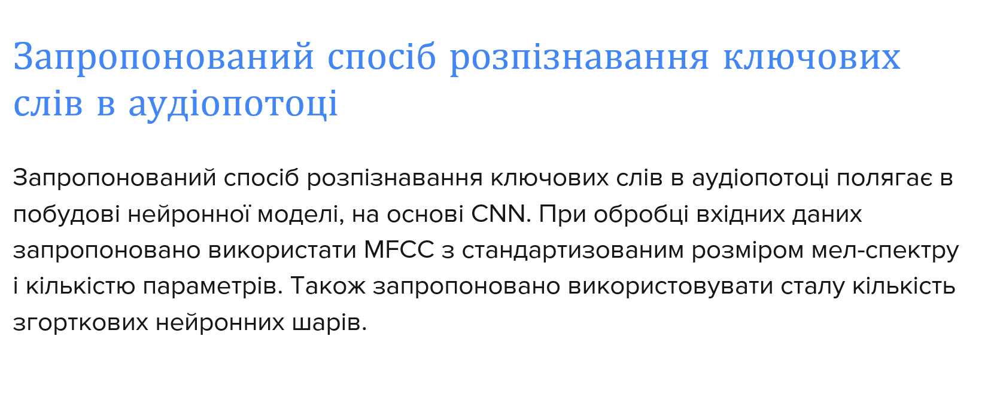 Запропонований спосіб розпізнавання ключових
слів в аудіопотоці
Запропонований спосіб розпізнавання ключових слів в аудіопотоці полягає в
побудові нейронної моделі, на основі CNN. При обробці вхідних даних
запропоновано використати MFCC з стандартизованим розміром мел-спектру
і кількістю параметрів. Також запропоновано використовувати сталу кількість
згорткових нейронних шарів.